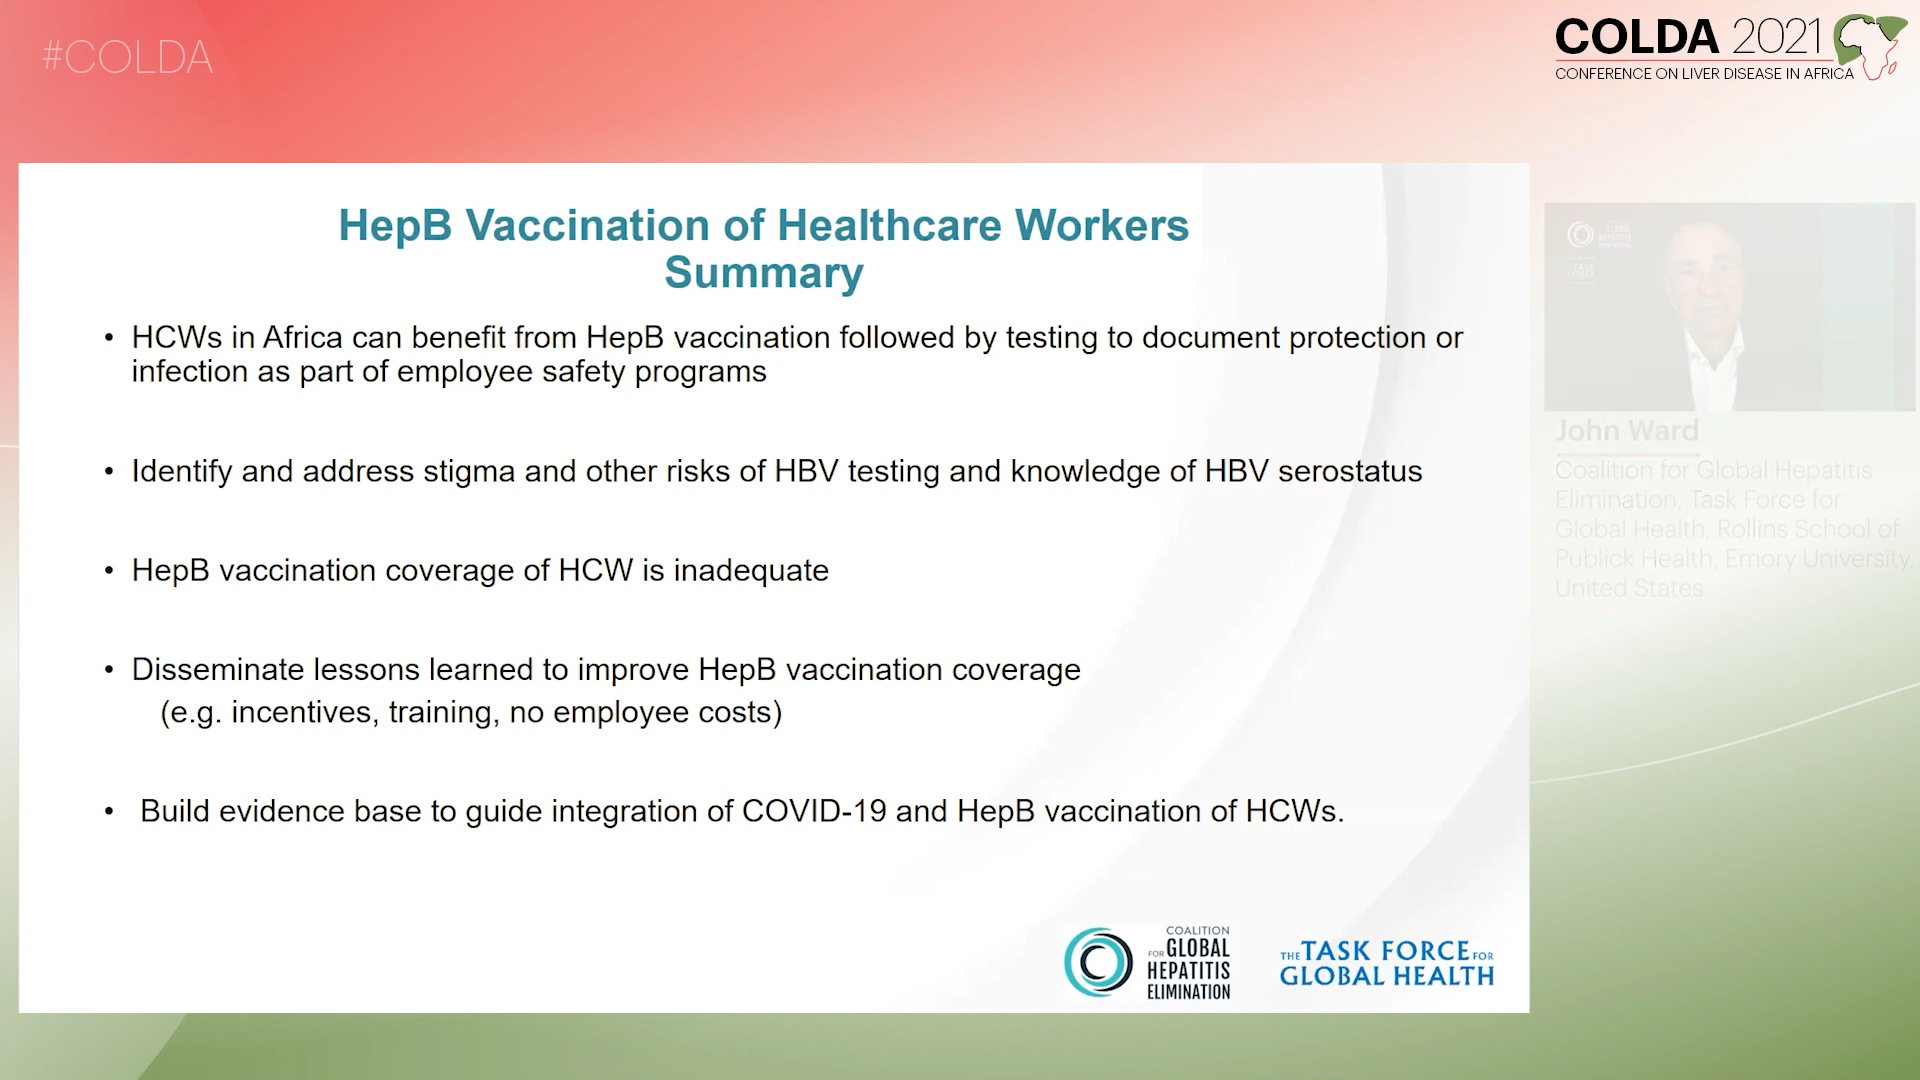 #COLDA
COLDA 2021
CONFERENCE ON LIVER DISEASE IN AFRICA
HepB Vaccination of Healthcare Workers
Summary
• HCWs in Africa can benefit from HepB vaccination followed by testing to document protection or
infection as part of employee safety programs
• Identify and address stigma and other risks of HBV testing and knowledge of HBV serostatus
• HepB vaccination coverage of HCW is inadequate
• Disseminate lessons learned to improve HepB vaccination coverage
(e.g. incentives, training, no employee costs)
• Build evidence base to guide integration of COVID-19 and HepB vaccination of HCWs.
COALITION
FOR GLOBAL
HEPATITIS
ELIMINATION
THE TASK FORCE FOR
GLOBAL HEALTH
John Ward
Coalition for Global Hepatitis
Elimination, Task Force for
Global Health, Rollins School of
Publick Health, Emory University,
United States